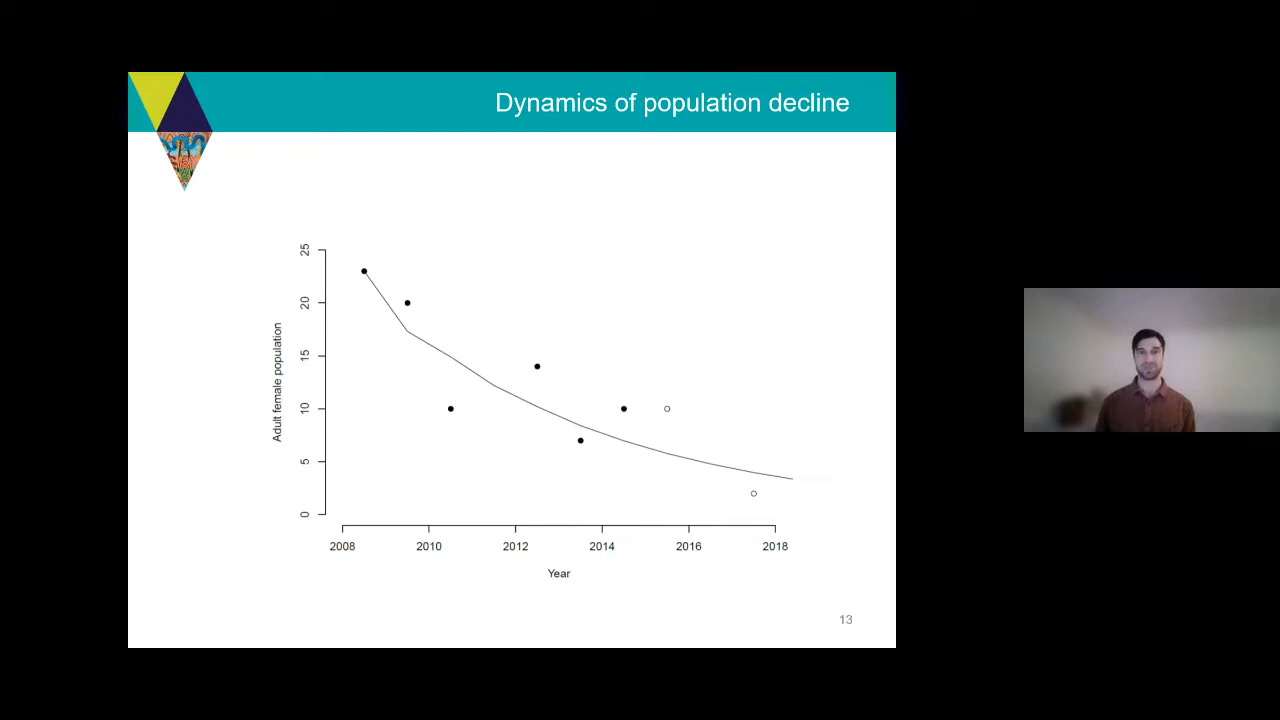 Dynamics of population decline
25
20
15
10
5
0
Adult female population
2008 2010 2012 2014 2016 2018
Year
13